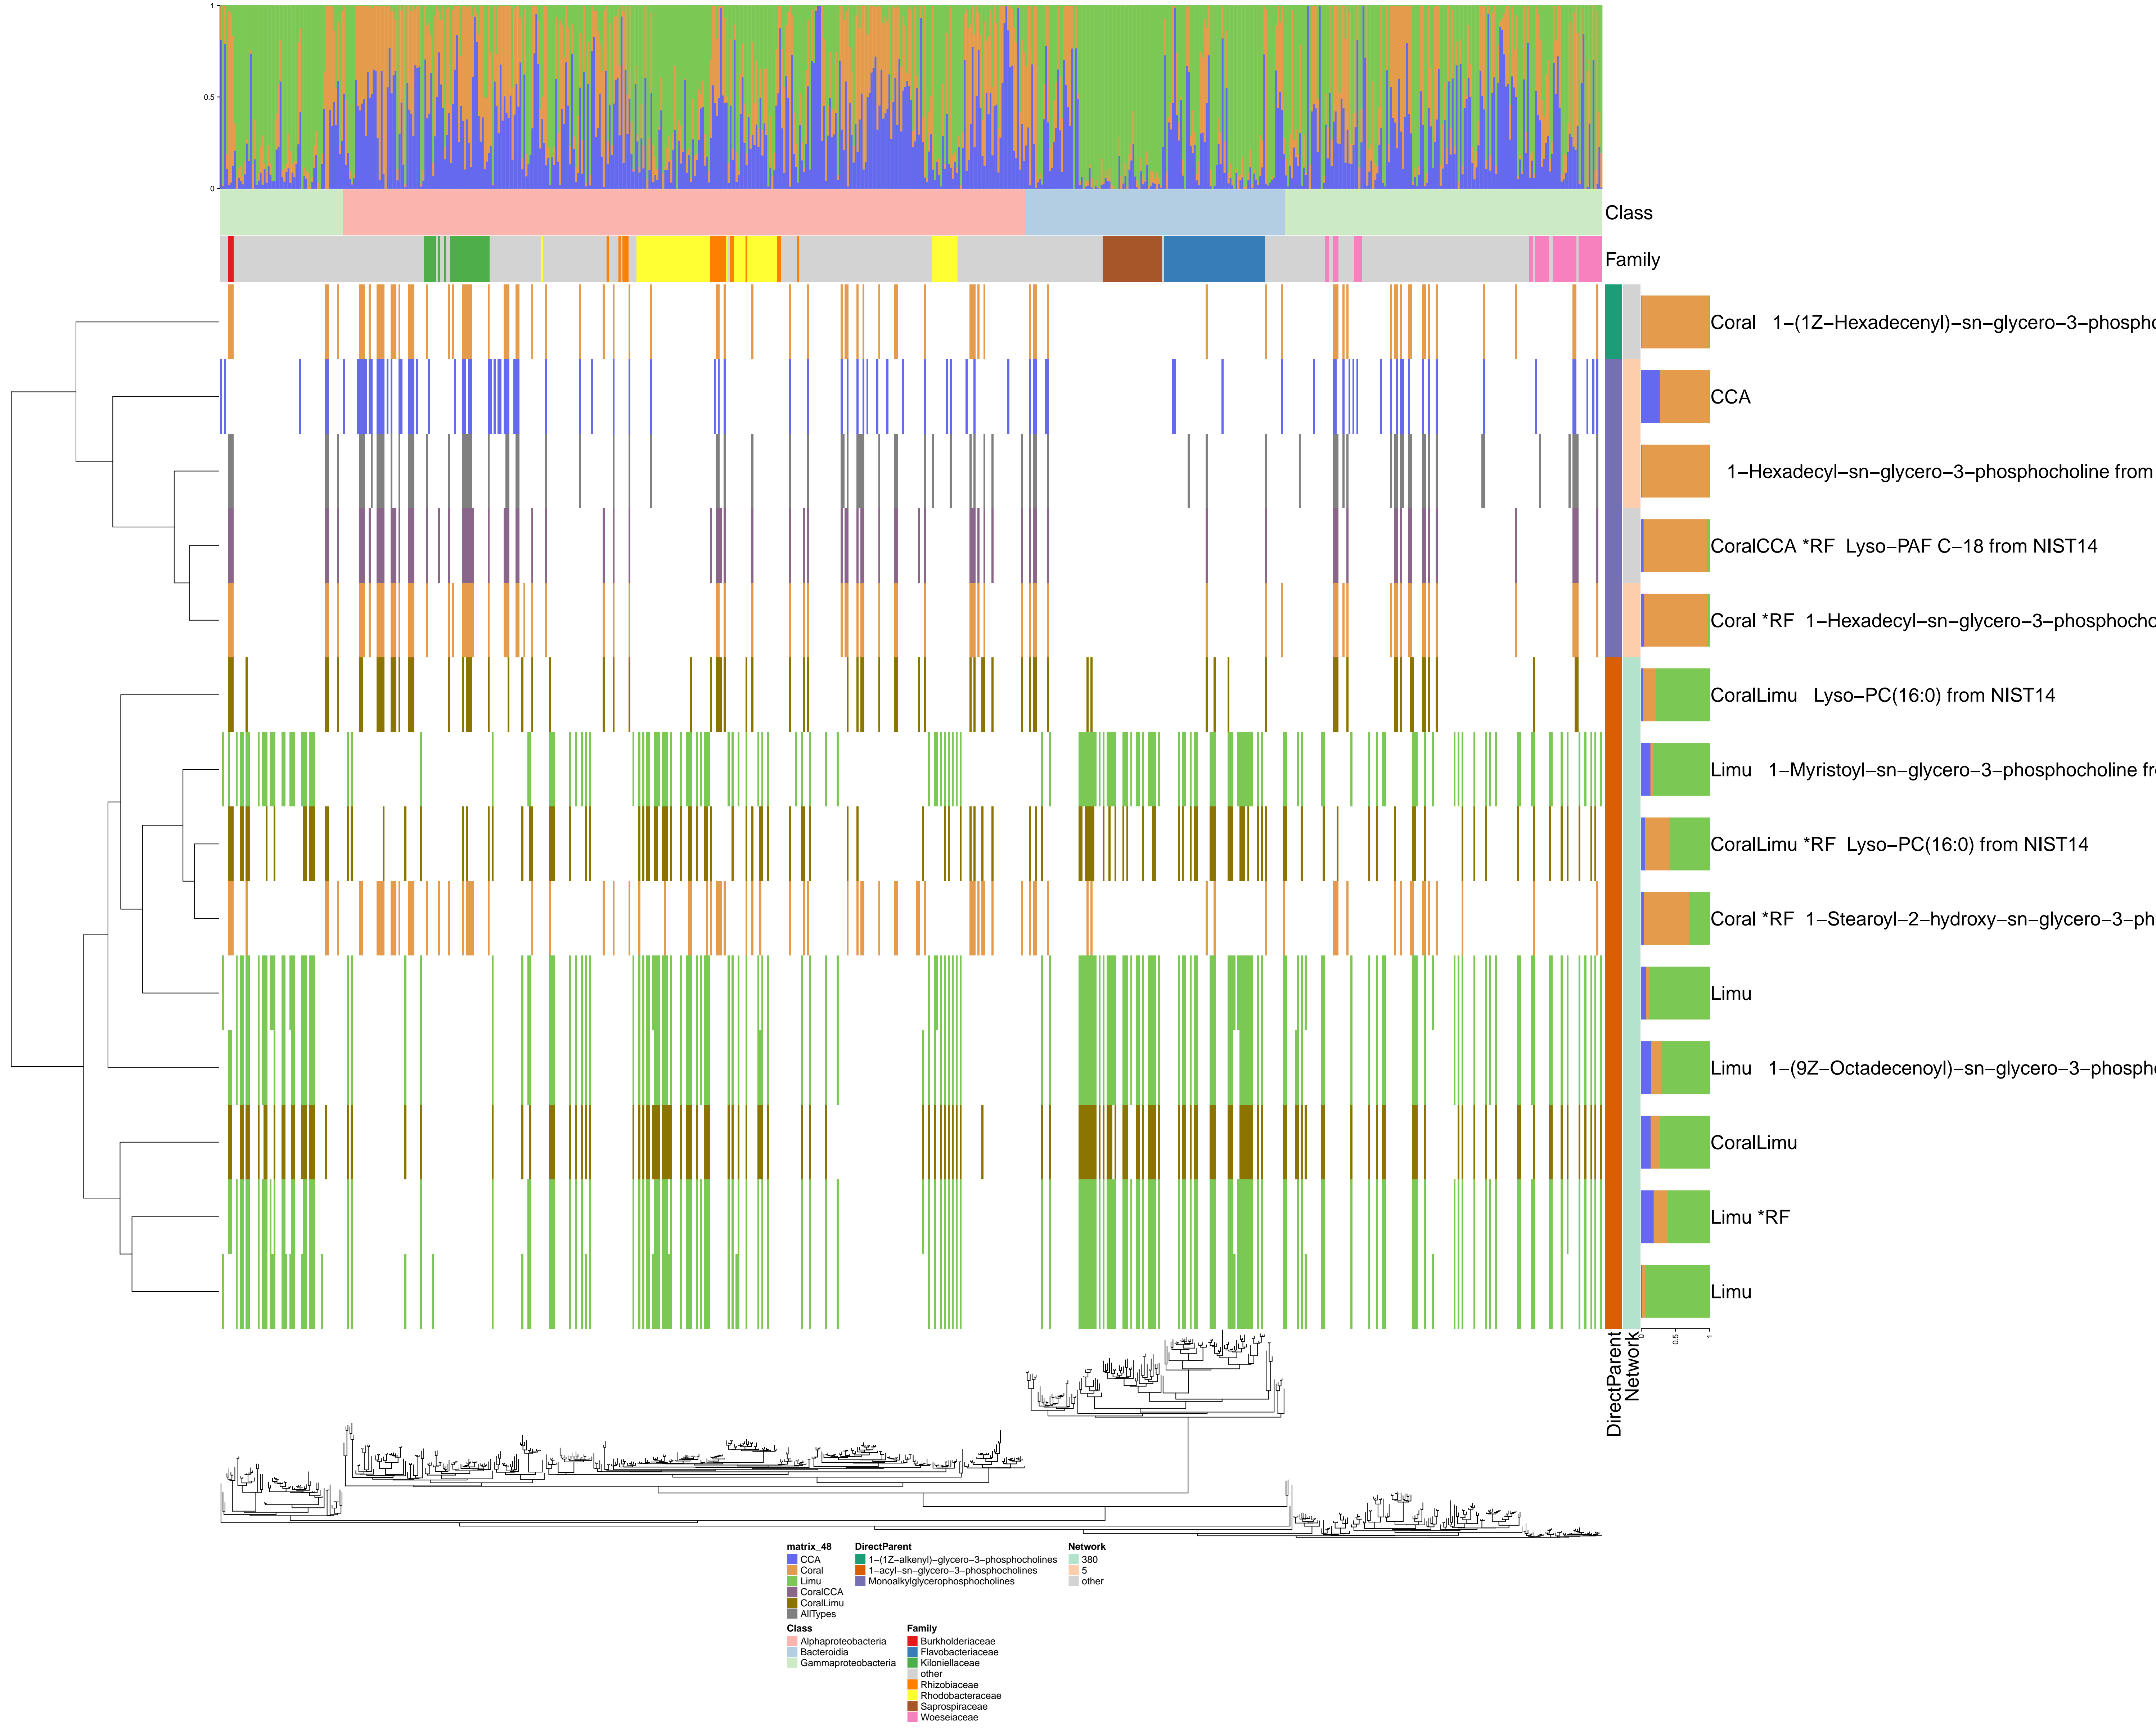 1
0.5
0
Class
Family
Coral 1−(1Z−Hexadecenyl)−sn−glycero−3−phospho
CCA
1−Hexadecyl−sn−glycero−3−phosphocholine from
CoralCCA *RF Lyso−PAF C−18 from NIST14
Coral *RF 1−Hexadecyl−sn−glycero−3−phosphocho
CoralLimu Lyso−PC(16:0) from NIST14
Limu 1−Myristoyl−sn−glycero−3−phosphocholine fr
CoralLimu *RF Lyso−PC(16:0) from NIST14
Coral *RF 1−Stearoyl−2−hydroxy−sn−glycero−3−ph
Limu
Limu 1−(9Z−Octadecenoyl)−sn−glycero−3−phosph
CoralLimu
Limu *RF
Limu
0
0.5
1
DirectParent
Network
matrix_48
CCA
Coral
Limu
CoralCCA
CoralLimu
AllTypes
DirectParent
1−(1Z−alkenyl)−glycero−3−phosphocholines
1−acyl−sn−glycero−3−phosphocholines
Monoalkylglycerophosphocholines
Network
380
5
other
Class
Alphaproteobacteria
Bacteroidia
Gammaproteobacteria
Family
Burkholderiaceae
Flavobacteriaceae
Kiloniellaceae
other
Rhizobiaceae
Rhodobacteraceae
Saprospiraceae
Woeseiaceae